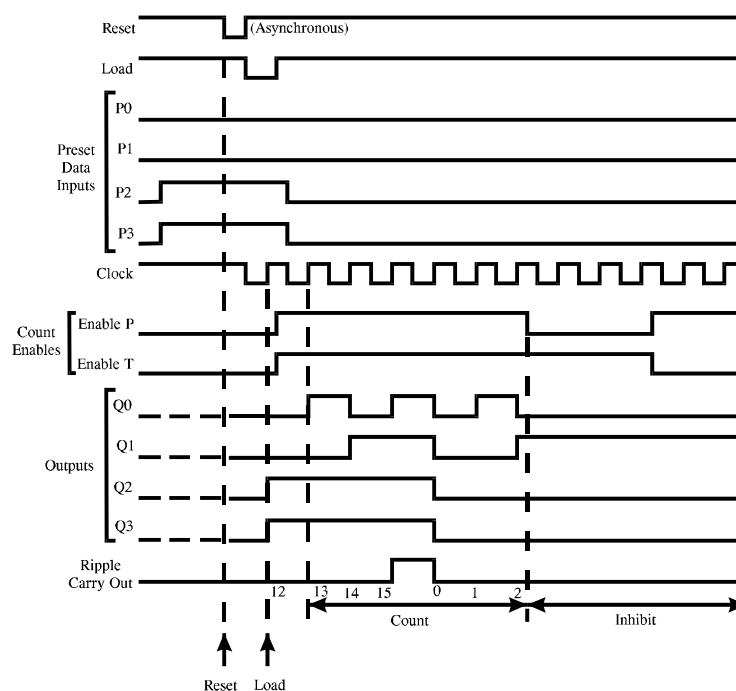 Reset
(Asynchronous)
Load
P0
P1
Preset
Data
Inputs
P2
P3
Clock
Enable P
Count
Enables
Enable T
Q0
Q1
Outputs
Q2
Q3
Ripple
Carry Out
12 13 14 15 0 1 2
Count
Inhibit
Reset Load